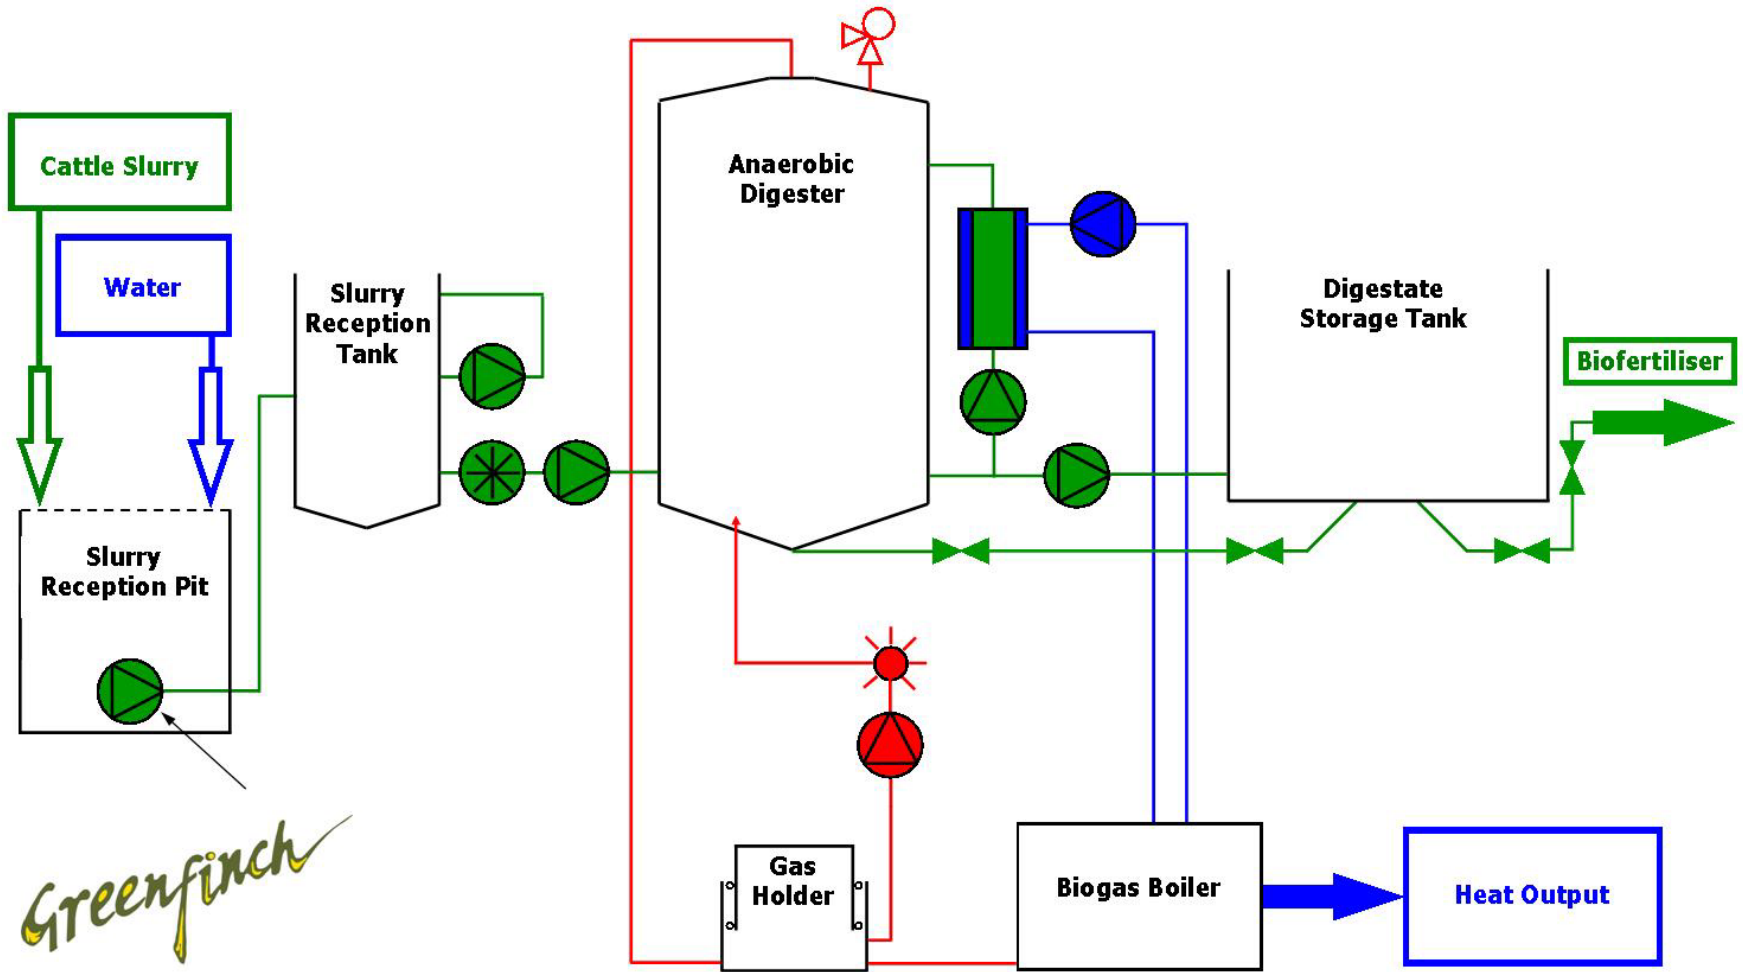 Cattle Slurry
Water
Slurry
Reception Pit
Slurry
Reception
Tank
Anaerobic
Digester
Digestate
Storage Tank
Biofertiliser
Gas
Holder
Biogas Boiler
Heat Output
Greenfinch